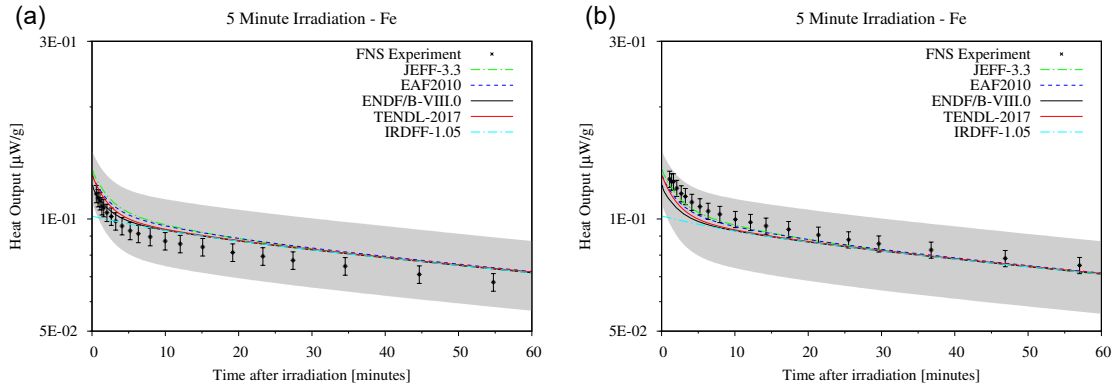 (a)
5 Minute Irradiation - Fe
3E-01
1E-01
5E-02
Heat Output [µW/g]
FNS Experiment
JEFF-3.3
EAF2010
ENDF/B-VIII.0
TENDL-2017
IRDFF-1.05
0 10 20 30 40 50 60
Time after irradiation [minutes]
(b)
5 Minute Irradiation - Fe
3E-01
1E-01
5E-02
Heat Output [µW/g]
FNS Experiment
JEFF-3.3
EAF2010
ENDF/B-VIII.0
TENDL-2017
IRDFF-1.05
0 10 20 30 40 50 60
Time after irradiation [minutes]